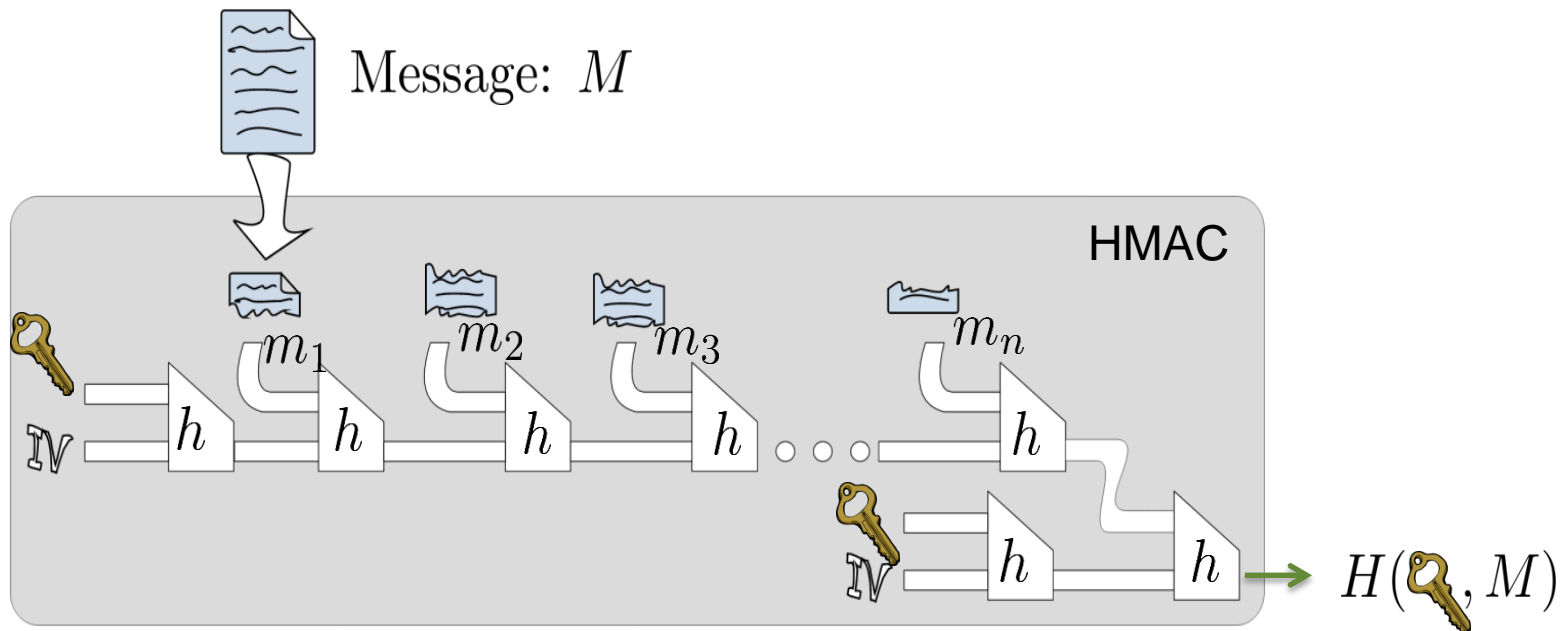 Message: M
HMAC
m₁ m₂ m₃ mₙ
IV h h h h h
IV h h
H( , M)